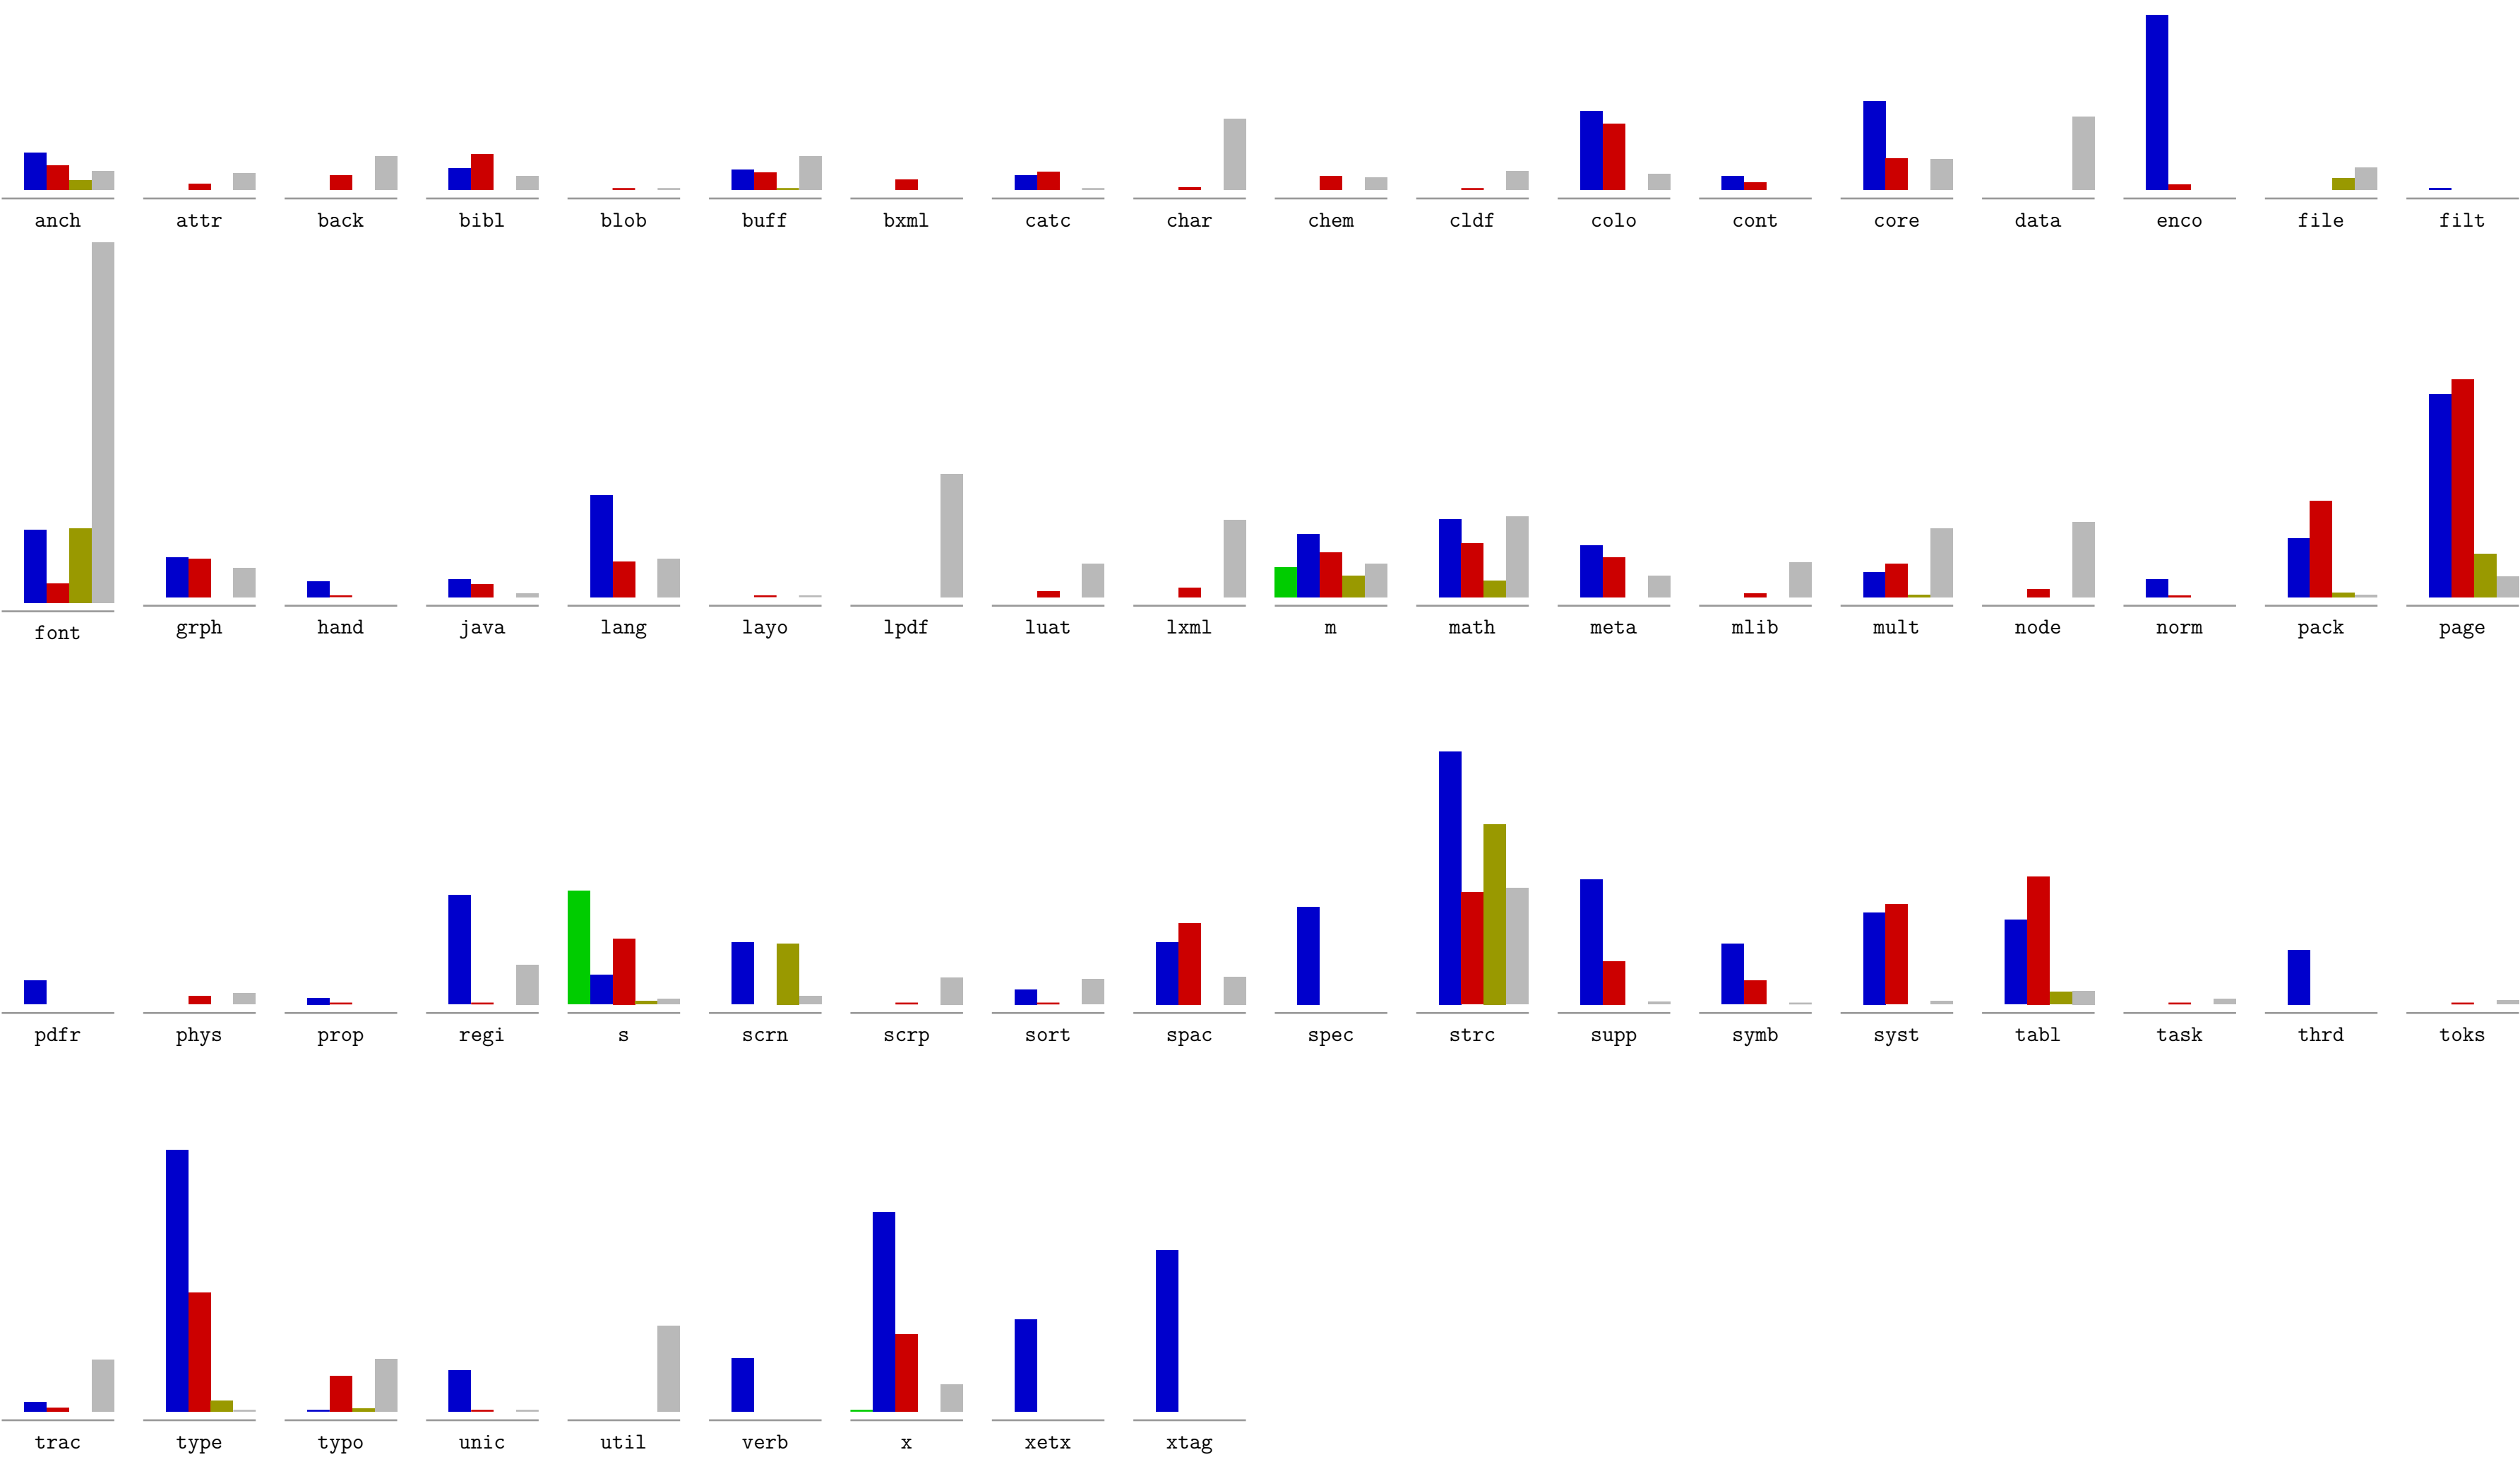 anch attr back bibl blob buff bxml catc char chem cldf colo cont core data enco file filt
font grph hand java lang layo lpdf luat lxml m math meta mlib mult node norm pack page
pdfr phys prop regi s scrn scrp sort spac spec strc supp symb syst tabl task thrd toks
trac type typo unic util verb x xetx xtag